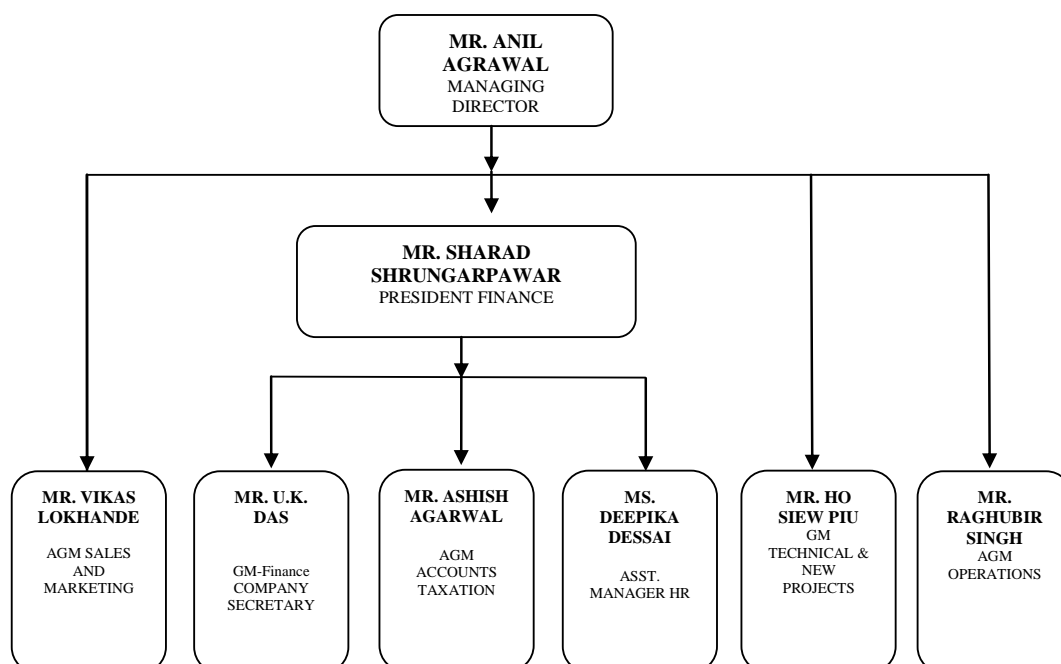 MR. ANIL
AGRAWAL
MANAGING
DIRECTOR
MR. SHARAD
SHRUNGARPAWAR
PRESIDENT FINANCE
MR. VIKAS
LOKHANDE
AGM SALES
AND
MARKETING
MR. U.K.
DAS
GM-Finance
COMPANY
SECRETARY
MR. ASHISH
AGARWAL
AGM
ACCOUNTS
TAXATION
MS.
DEEPIKA
DESSAI
ASST.
MANAGER HR
MR. HO
SIEW PIU
GM
TECHNICAL &
NEW
PROJECTS
MR.
RAGHUBIR
SINGH
AGM
OPERATIONS